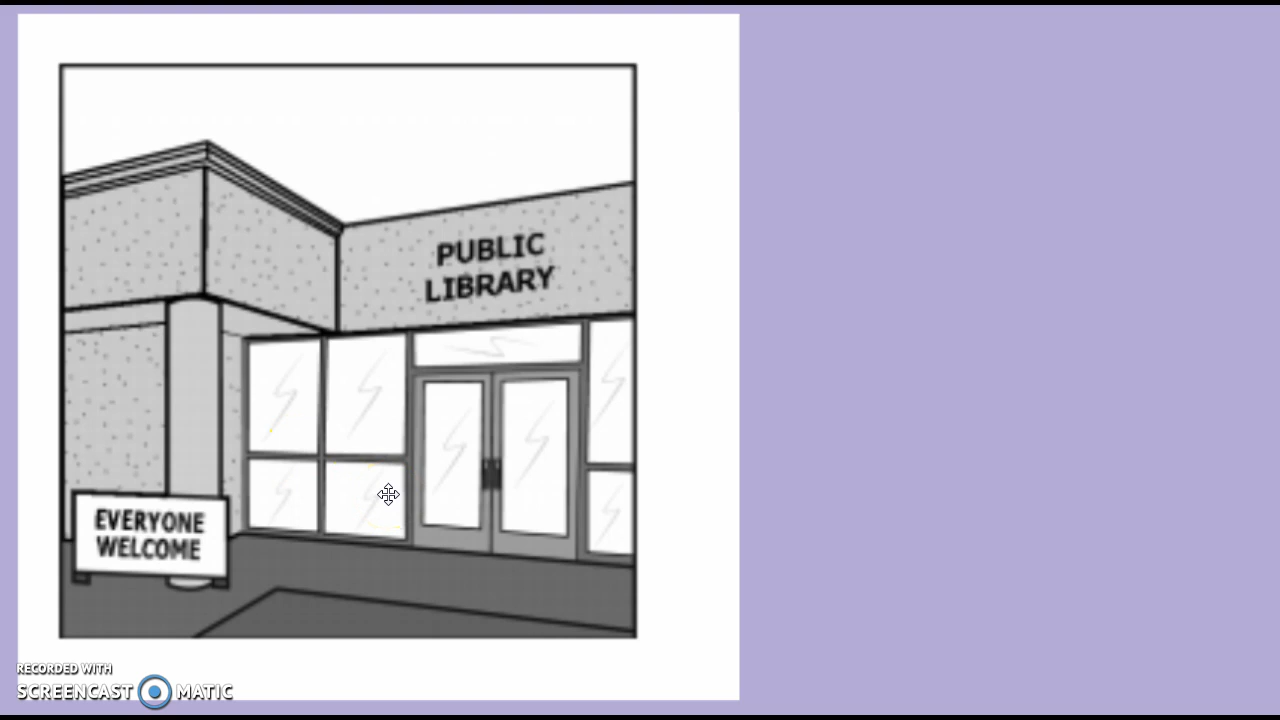 PUBLIC
LIBRARY
EVERYONE
WELCOME
RECORDED WITH
SCREENCAST MATIC